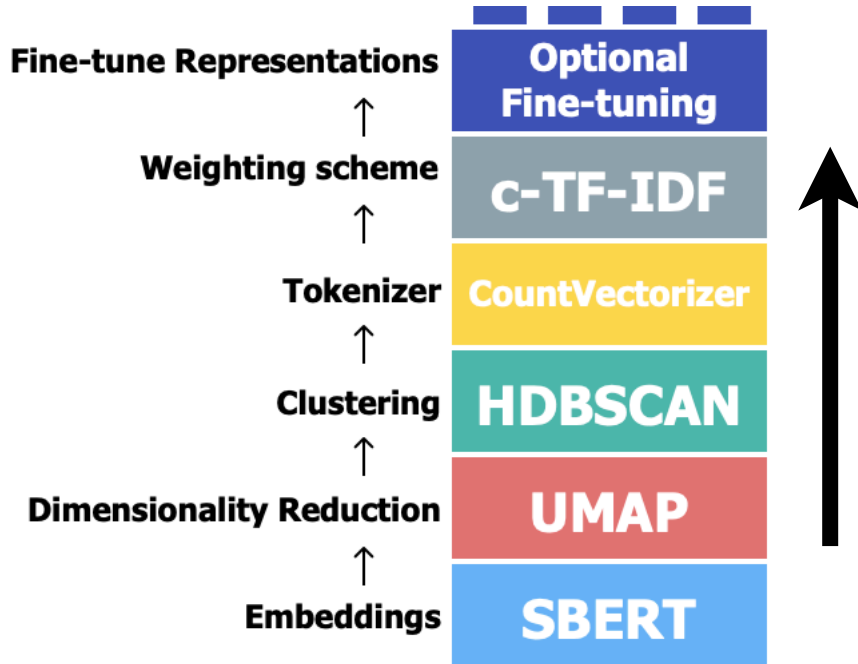 Fine-tune Representations
Optional
Fine-tuning
Weighting scheme
c-TF-IDF
Tokenizer
CountVectorizer
Clustering
HDBSCAN
Dimensionality Reduction
UMAP
Embeddings
SBERT